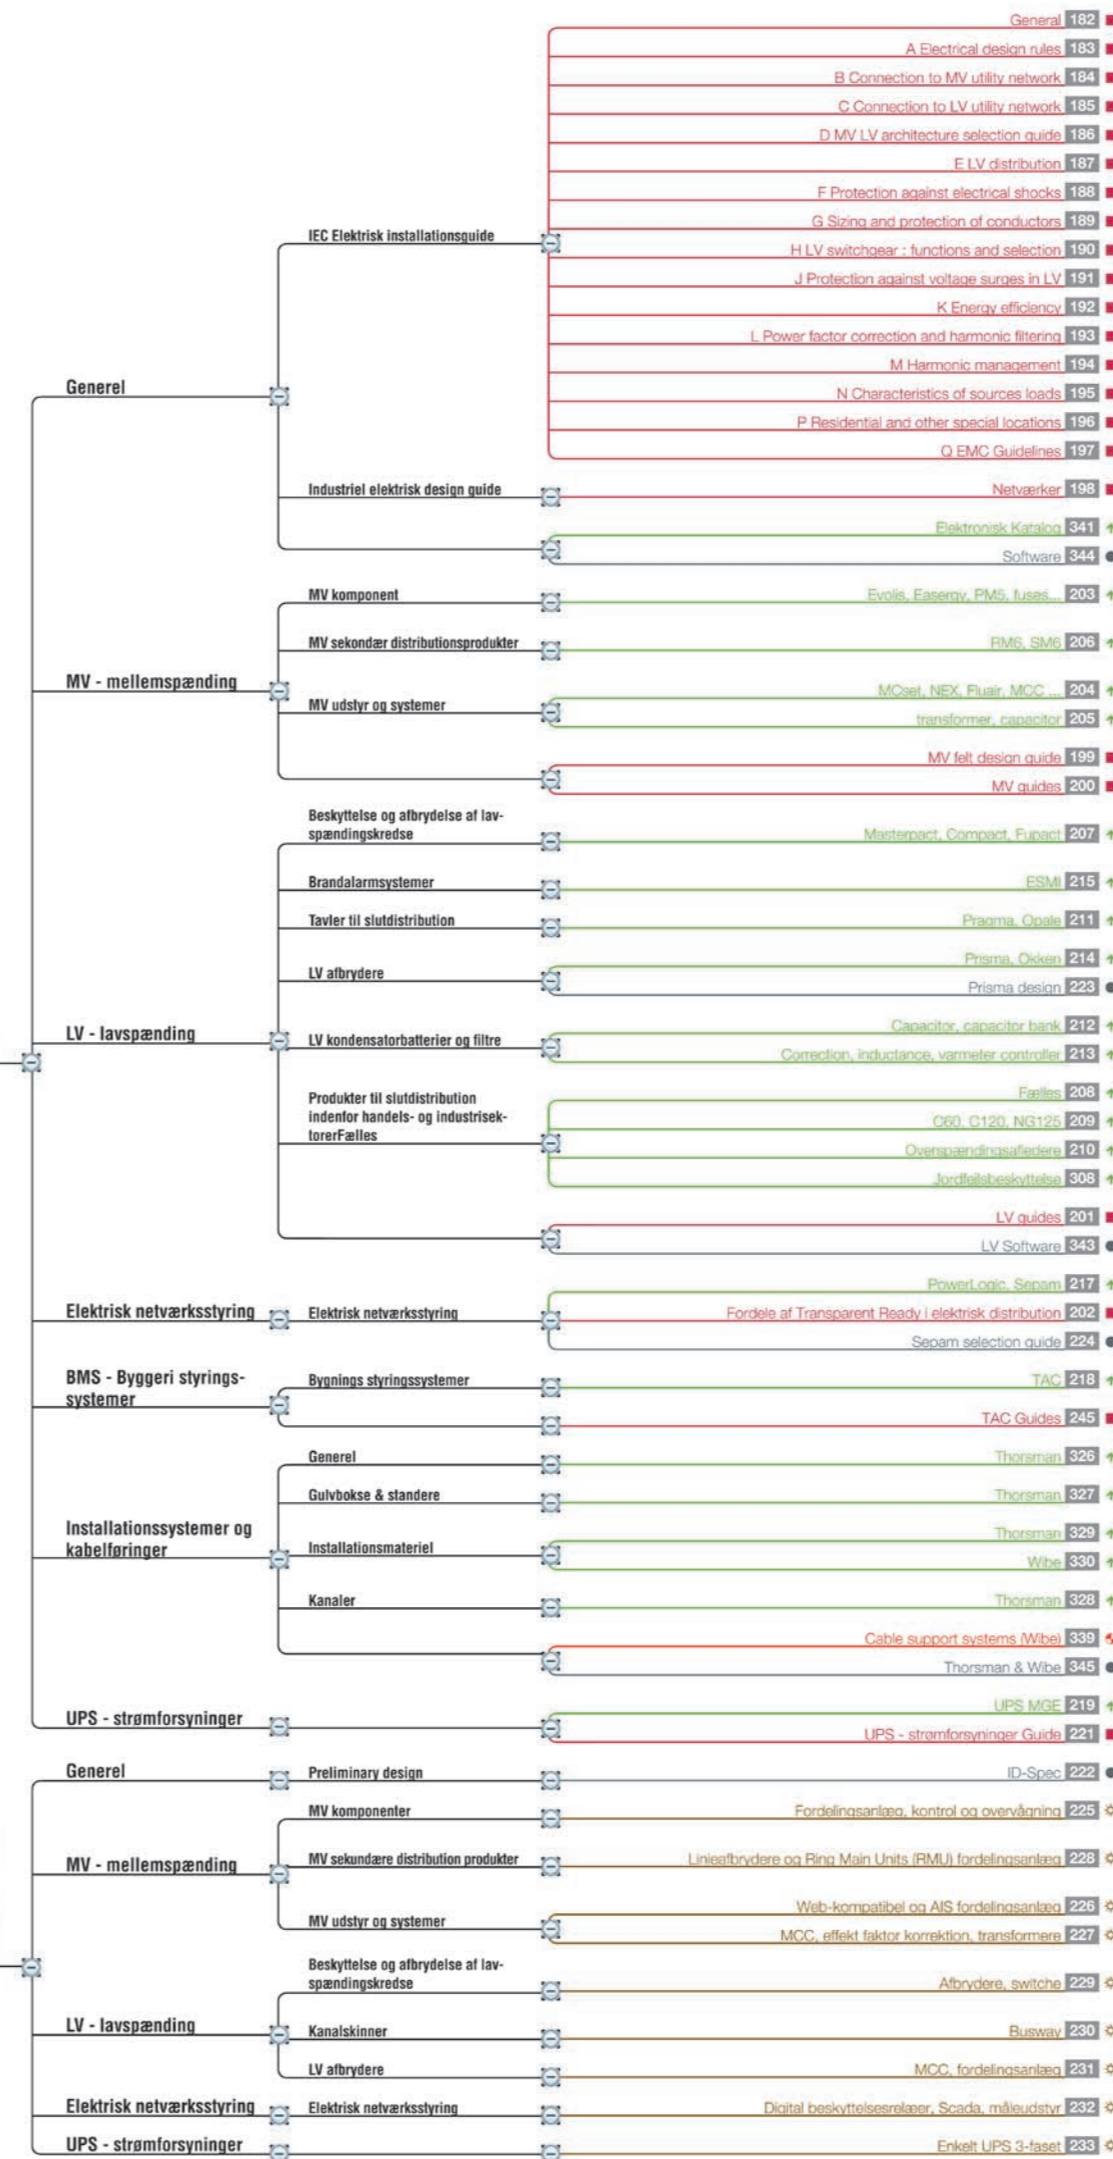 General 182
A Electrical design rules 183
B Connection to MV utility network 184
C Connection to LV utility network 185
D MV LV architecture selection guide 186
E LV distribution 187
F Protection against electrical shocks 188
G Sizing and protection of conductors 189
IEC Elektrisk installationsguide
H LV switchgear : functions and selection 190
J Protection against voltage surges in LV 191
K Energy efficiency 192
L Power factor correction and harmonic filtering 193
M Harmonic management 194
Generel
N Characteristics of sources loads 195
P Residential and other special locations 196
Q EMC Guidelines 197
Industriel elektrisk design guide
Netværker 198
Elektronisk Katalog 341
Software 344
MV komponent
Evolis, Easergy, PM5, fuses... 203
MV sekondær distributionsprodukter
RM6, SM6 206
MV - mellemspænding
MCset, NEX, Fluair, MCC ... 204
MV udstyr og systemer
transformer, capacitor 205
MV felt design guide 199
MV guides 200
Beskyttelse og afbrydelse af lav-
spændingskredse
Masterpact, Compact, Fupact 207
Brandalarmsystemer
ESMI 215
Tavler til slutdistribution
Pragma, Opale 211
LV afbrydere
Prisma, Okken 214
Prisma design 223
LV - lavspænding
LV kondensatorbatterier og filtre
Capacitor, capacitor bank 212
Correction, inductance, varmeter controller 213
Produkter til slutdistribution
indenfor handels- og industrisek-
torerFælles
Fælles 208
C60, C120, NG125 209
Overspændingsafledere 210
Jordfejlsbeskyttelse 308
LV guides 201
LV Software 343
PowerLogic, Sepam 217
Elektrisk netværksstyring
Elektrisk netværksstyring
Fordele af Transparent Ready i elektrisk distribution 202
Sepam selection guide 224
BMS - Byggeri styrings-
systemer
Bygnings styringssystemer
TAC 218
TAC Guides 245
Generel
Thorsman 326
Gulvbokse & standere
Thorsman 327
Installationssystemer og
kabelføringer
Installationsmateriel
Thorsman 329
Wibe 330
Kanaler
Thorsman 328
Cable support systems (Wibe) 339
Thorsman & Wibe 345
UPS - strømforsyninger
UPS MGE 219
UPS - strømforsyninger Guide 221
Generel
Preliminary design
ID-Spec 222
MV komponenter
Fordelingsanlæg, kontrol og overvågning 225
MV - mellemspænding
MV sekundære distribution produkter
Linieafbrydere og Ring Main Units (RMU) fordelingsanlæg 228
MV udstyr og systemer
Web-kompatibel og AIS fordelingsanlæg 226
MCC, effekt faktor korrektion, transformere 227
Beskyttelse og afbrydelse af lav-
spændingskredse
Afbrydere, switche 229
LV - lavspænding
Kanalskinner
Busway 230
LV afbrydere
MCC, fordelingsanlæg 231
Elektrisk netværksstyring
Elektrisk netværksstyring
Digital beskyttelsesrelæer, Scada, måleudstyr 232
UPS - strømforsyninger
Enkelt UPS 3-faset 233